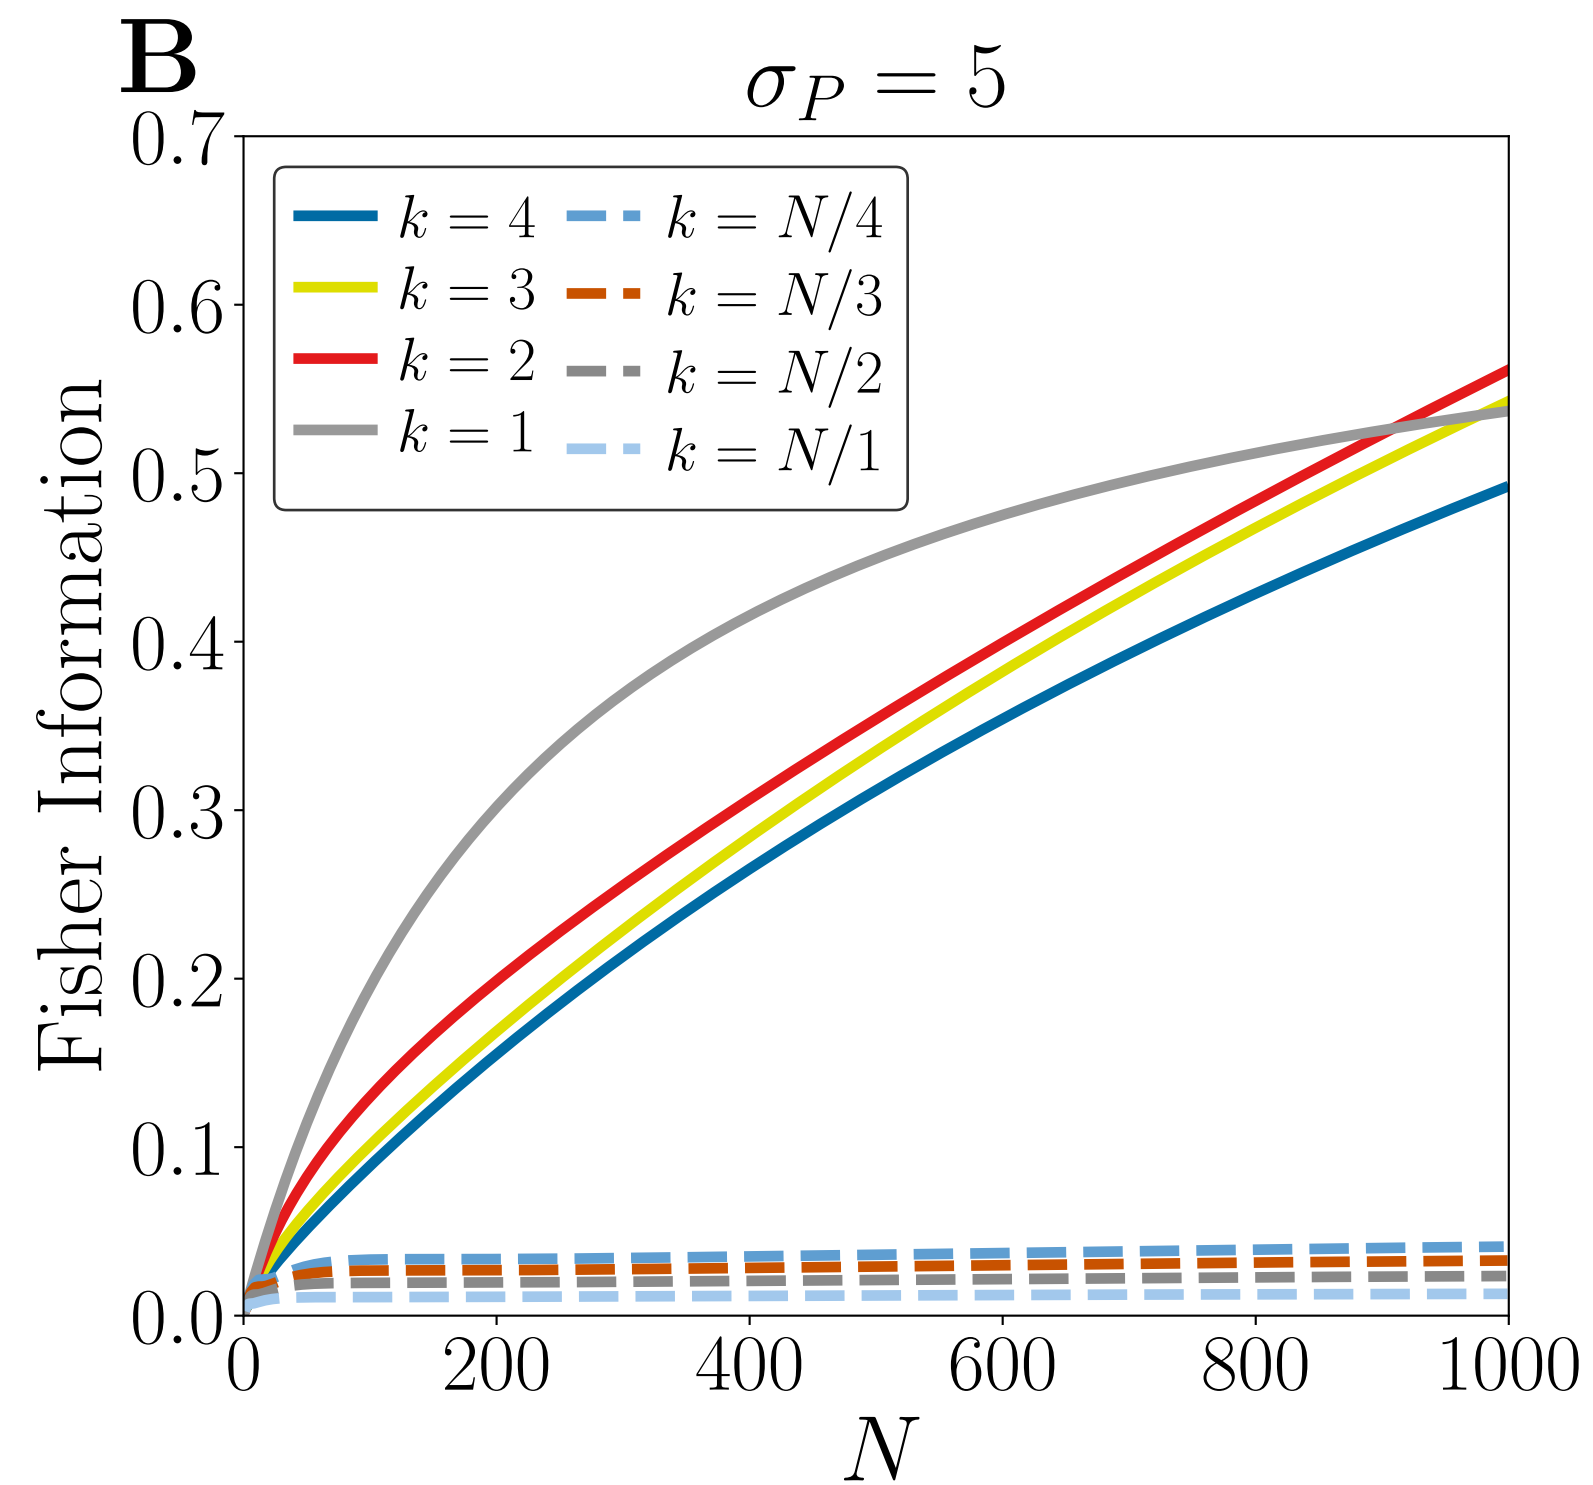 B
σ_P = 5
k = 4
k = 3
k = 2
k = 1
k = N/4
k = N/3
k = N/2
k = N/1
Fisher Information
0.7
0.6
0.5
0.4
0.3
0.2
0.1
0.0
0 200 400 600 800 1000
N